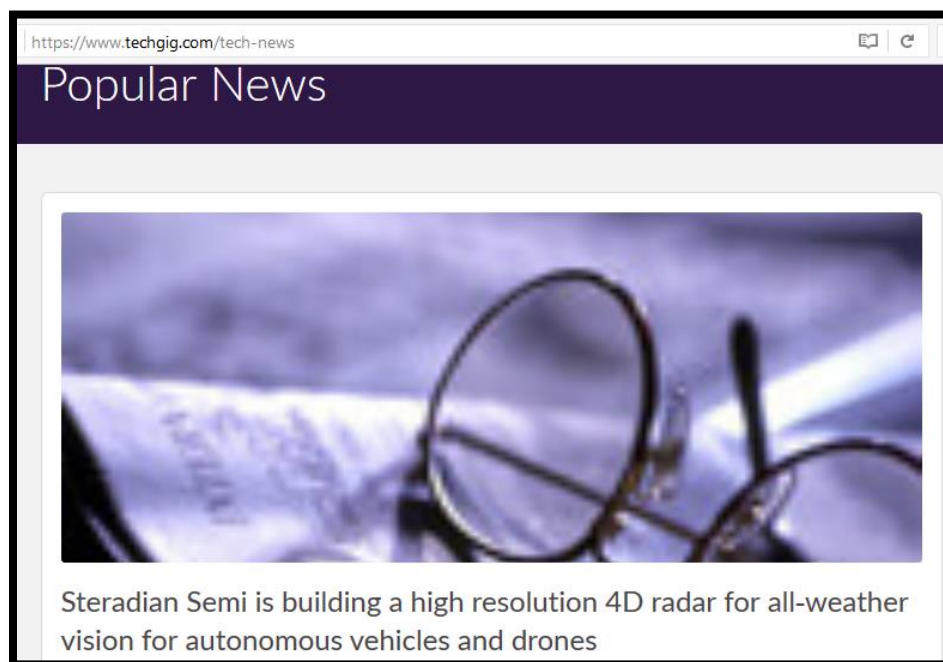 https://www.techgig.com/tech-news
Popular News
Steradian Semi is building a high resolution 4D radar for all-weather
vision for autonomous vehicles and drones